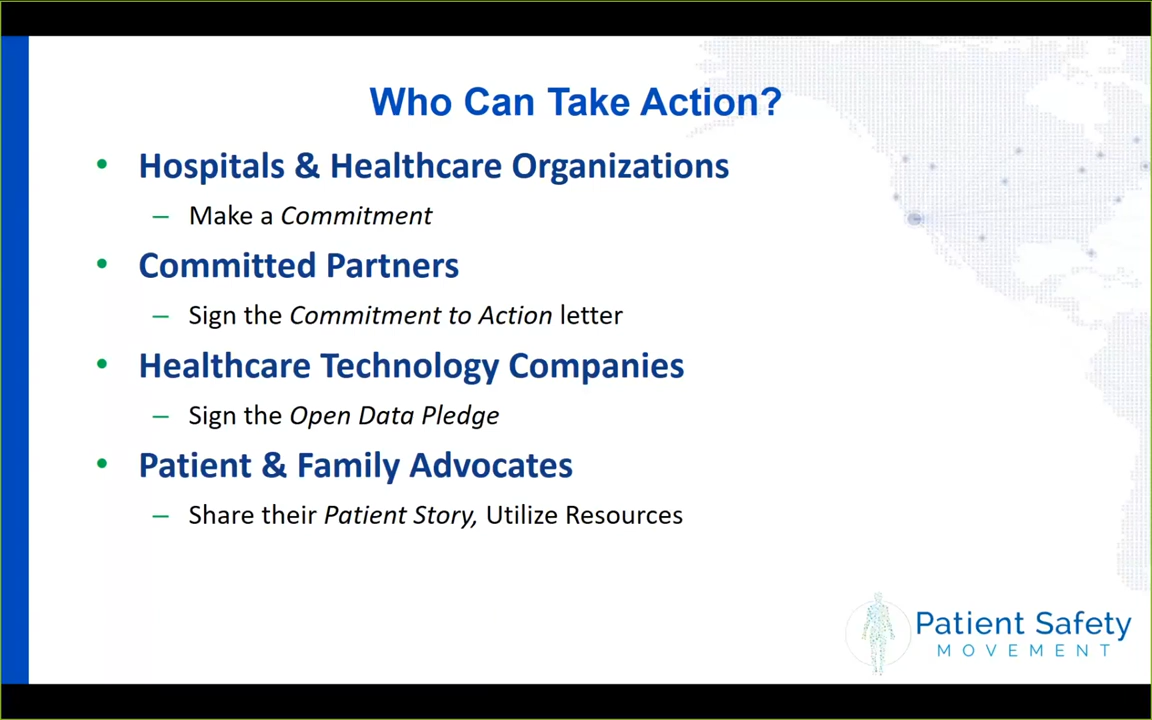 Who Can Take Action?
• Hospitals & Healthcare Organizations
– Make a Commitment
• Committed Partners
– Sign the Commitment to Action letter
• Healthcare Technology Companies
– Sign the Open Data Pledge
• Patient & Family Advocates
– Share their Patient Story, Utilize Resources
Patient Safety
MOVEMENT